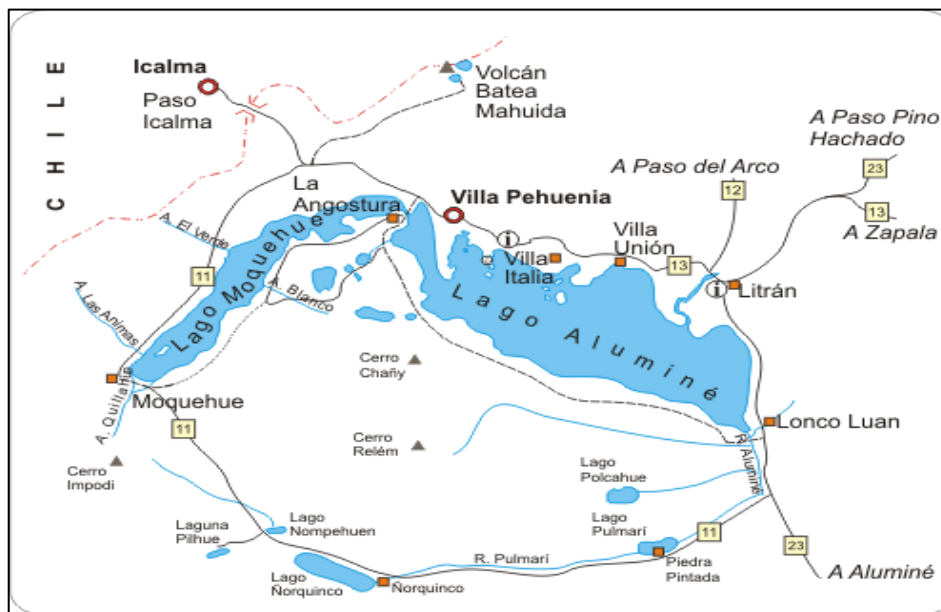 CHILE
Icalma
Paso
Icalma
Volcán
Batea
Mahuida
A Paso Pino
Hachado
23
A Paso del Arco
12
13
A Zapala
La
Angostura
Villa Pehuenia
i
Villa
Unión
Villa
Italia
13
i
Litrán
A. El Verde
11
Lago Moquehue
A. Blanco
A. Las Animas
Lago Aluminé
Cerro
Chañy
Moquehue
A. Quillahue
11
Lonco Luan
Cerro
Relém
R. Aluminé
Cerro
Impodi
Lago
Polcahue
Lago
Nompehuen
Laguna
Pilhue
Lago
Pulmarí
11
R. Pulmarí
Piedra
Pintada
23
Lago
Ñorquinco
Ñorquinco
A Aluminé